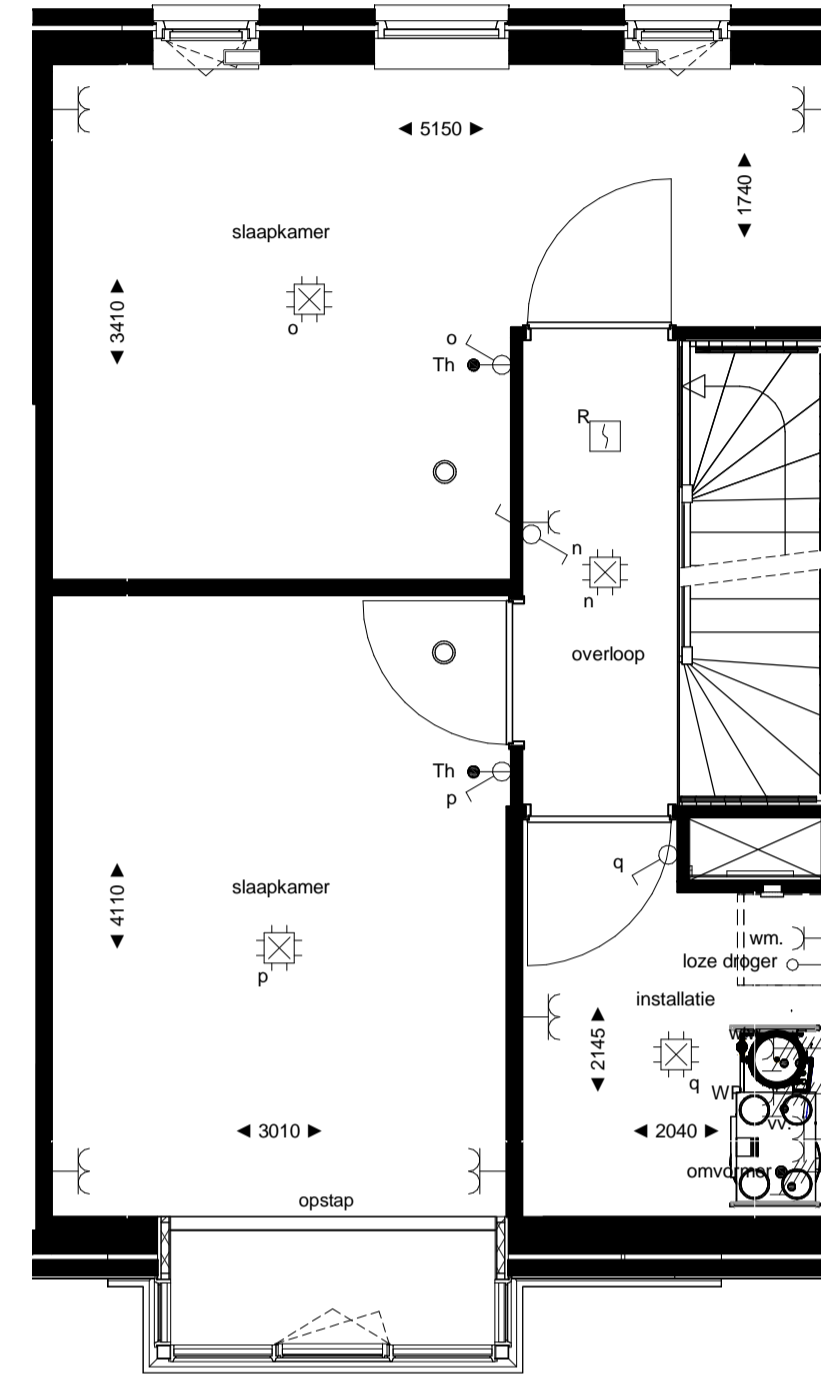 5150
1740
slaapkamer
3410
o
o
Th
R
n
n
overloop
Th
p
q
slaapkamer
4110
p
wm.
loze droger
installatie
2145
q
WP
vv.
3010
2040
omvormer
opstap